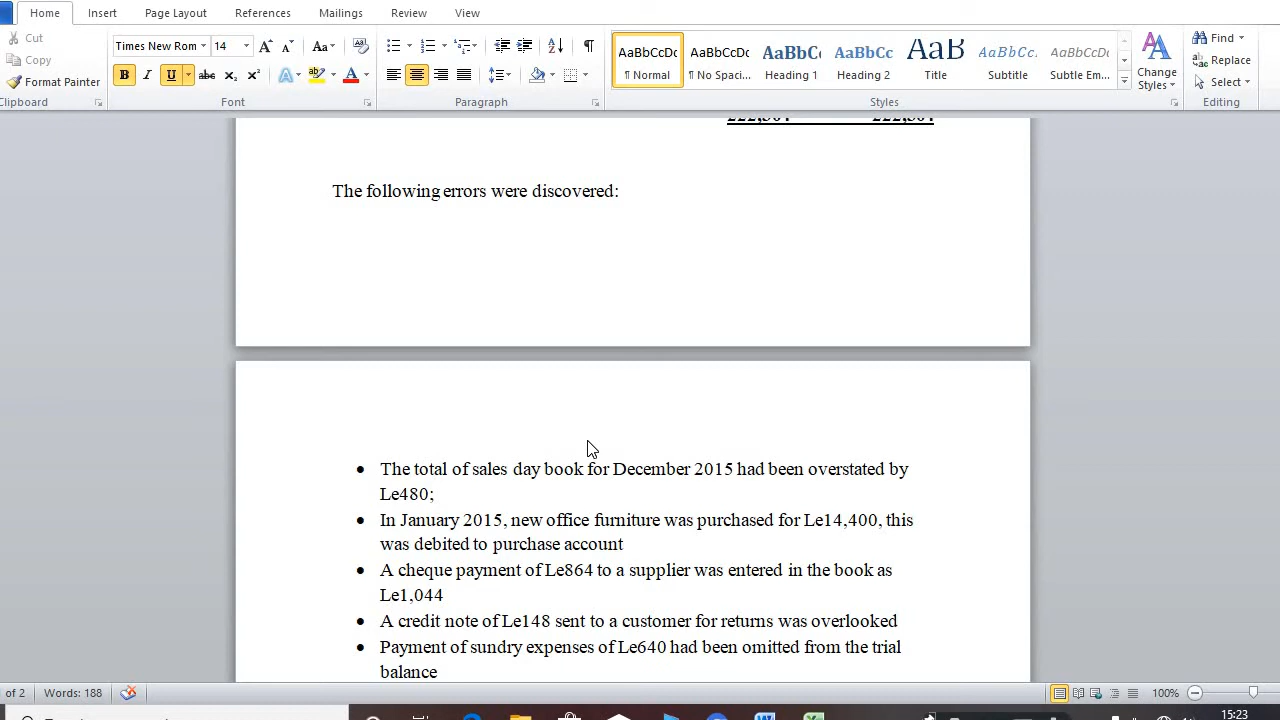 Home Insert Page Layout References Mailings Review View
Cut
Copy
Format Painter
Clipboard
Times New Rom 14 Aa
B I U abc x₂ x² A ab A
Font
Paragraph
AaBbCcDc AaBbCcDc AaBbC AaBbCc AaB AaBbCc. AaBbCcDc
¶ Normal ¶ No Spaci... Heading 1 Heading 2 Title Subtitle Subtle Em...
Change Styles
Styles
Find
Replace
Select
Editing
The following errors were discovered:
• The total of sales day book for December 2015 had been overstated by
Le480;
• In January 2015, new office furniture was purchased for Le14,400, this
was debited to purchase account
• A cheque payment of Le864 to a supplier was entered in the book as
Le1,044
• A credit note of Le148 sent to a customer for returns was overlooked
• Payment of sundry expenses of Le640 had been omitted from the trial
balance
of 2 Words: 188 100%
15:23